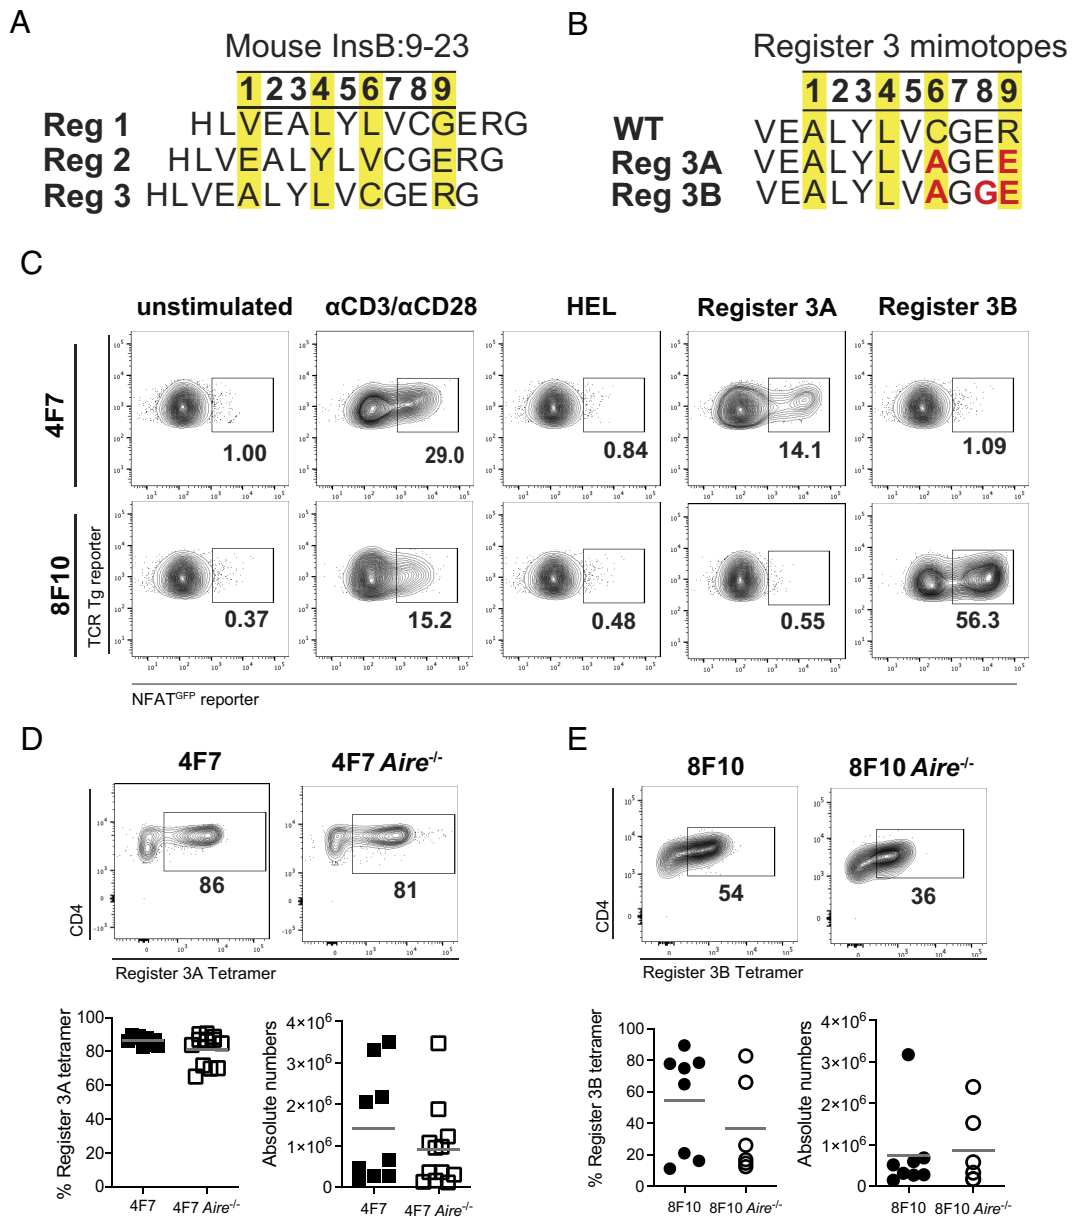 A
Mouse InsB:9-23
1 2 3 4 5 6 7 8 9
Reg 1 HLVEALYLVCGERG
Reg 2 HLVEALYLVCGERG
Reg 3 HLVEALYLVCGERG
B
Register 3 mimotopes
1 2 3 4 5 6 7 8 9
WT VEALYLVCGER
Reg 3A VEALYLVAGEE
Reg 3B VEALYLVAGGE
C
unstimulated αCD3/αCD28 HEL Register 3A Register 3B
4F7
1.00 29.0 0.84 14.1 1.09
8F10
TCR Tg reporter
0.37 15.2 0.48 0.55 56.3
NFATGFP reporter
D
4F7 4F7 Aire-/-
CD4
86 81
Register 3A Tetramer
% Register 3A tetramer
100
80
60
40
20
0
4F7 4F7 Aire-/-
Absolute numbers
4×10⁶
3×10⁶
2×10⁶
1×10⁶
0
4F7 4F7 Aire-/-
E
8F10 8F10 Aire-/-
CD4
54 36
Register 3B Tetramer
% Register 3B tetramer
100
80
60
40
20
0
8F10 8F10 Aire-/-
Absolute numbers
4×10⁶
3×10⁶
2×10⁶
1×10⁶
0
8F10 8F10 Aire-/-